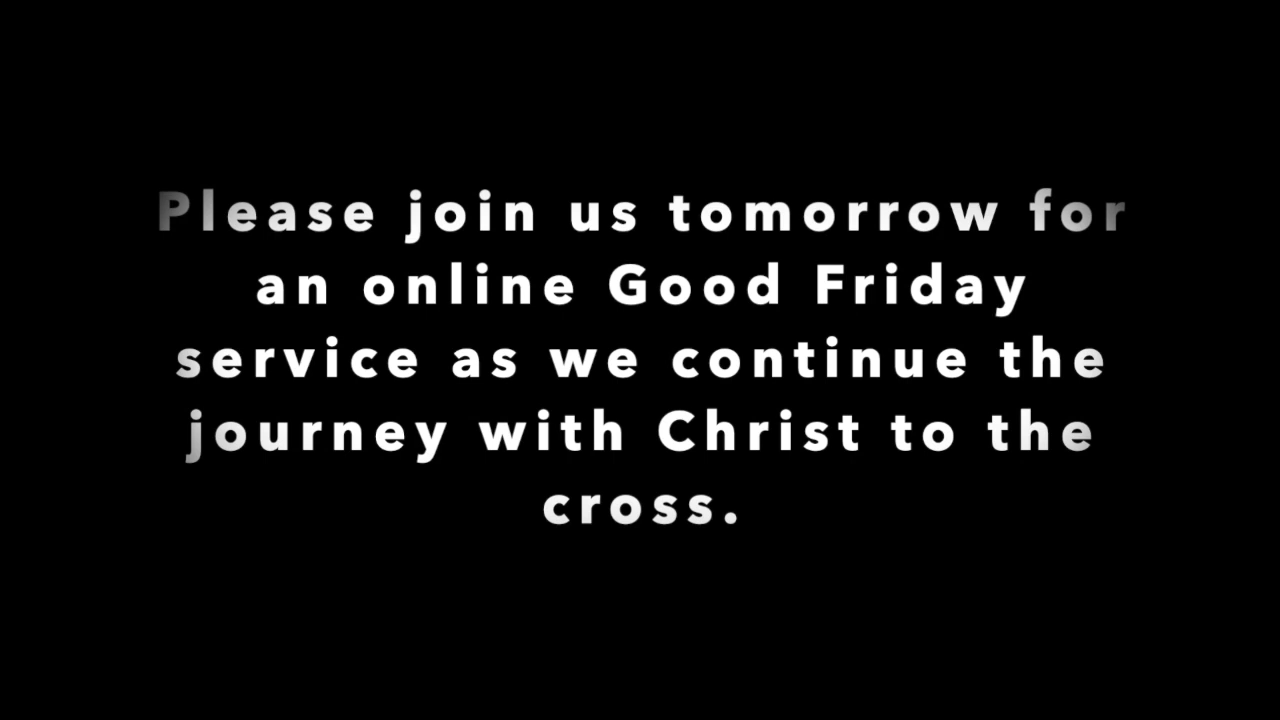 Please join us tomorrow for
an online Good Friday
service as we continue the
journey with Christ to the
cross.